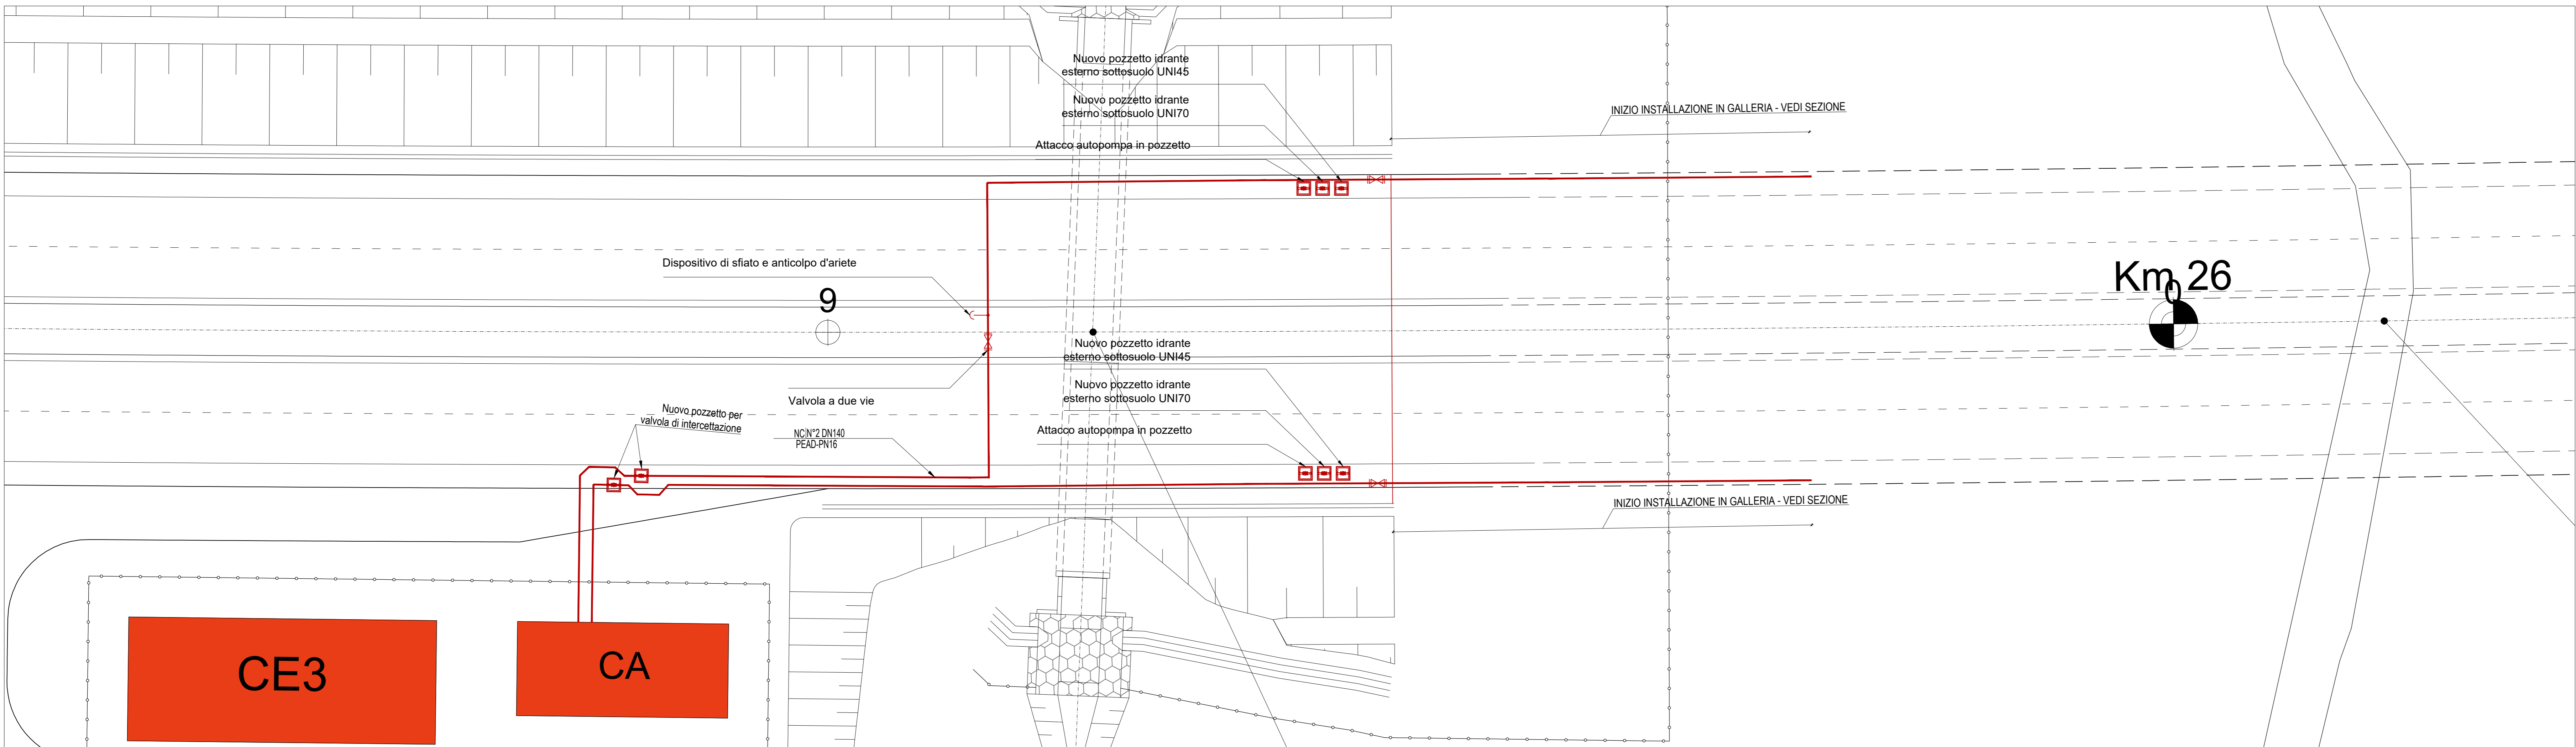 Nuovo pozzetto idrante
esterno sottosuolo UNI45
Nuovo pozzetto idrante
esterno sottosuolo UNI70
Attacco autopompa in pozzetto
INIZIO INSTALLAZIONE IN GALLERIA - VEDI SEZIONE
Dispositivo di sfiato e anticolpo d'ariete
9
Km 26
0
Nuovo pozzetto idrante
esterno sottosuolo UNI45
Nuovo pozzetto idrante
esterno sottosuolo UNI70
Attacco autopompa in pozzetto
Valvola a due vie
Nuovo pozzetto per
valvola di intercettazione
NC N°2 DN140
PEAD-PN16
INIZIO INSTALLAZIONE IN GALLERIA - VEDI SEZIONE
CE3
CA